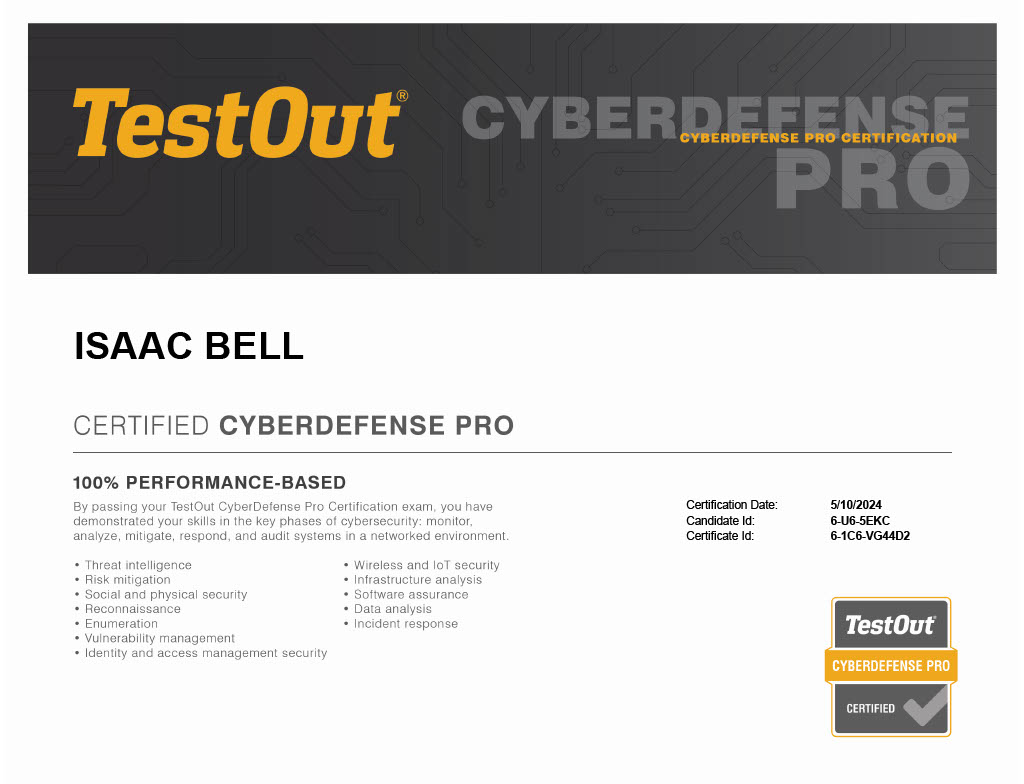 TestOut®
CYBERDEFENSE
CYBERDEFENSE PRO CERTIFICATION
PRO
ISAAC BELL
CERTIFIED CYBERDEFENSE PRO
100% PERFORMANCE-BASED
By passing your TestOut CyberDefense Pro Certification exam, you have
demonstrated your skills in the key phases of cybersecurity: monitor,
analyze, mitigate, respond, and audit systems in a networked environment.
• Threat intelligence
• Risk mitigation
• Social and physical security
• Reconnaissance
• Enumeration
• Vulnerability management
• Identity and access management security
• Wireless and IoT security
• Infrastructure analysis
• Software assurance
• Data analysis
• Incident response
Certification Date: 5/10/2024
Candidate Id: 6-U6-5EKC
Certificate Id: 6-1C6-VG44D2
TestOut®
CYBERDEFENSE PRO
CERTIFIED